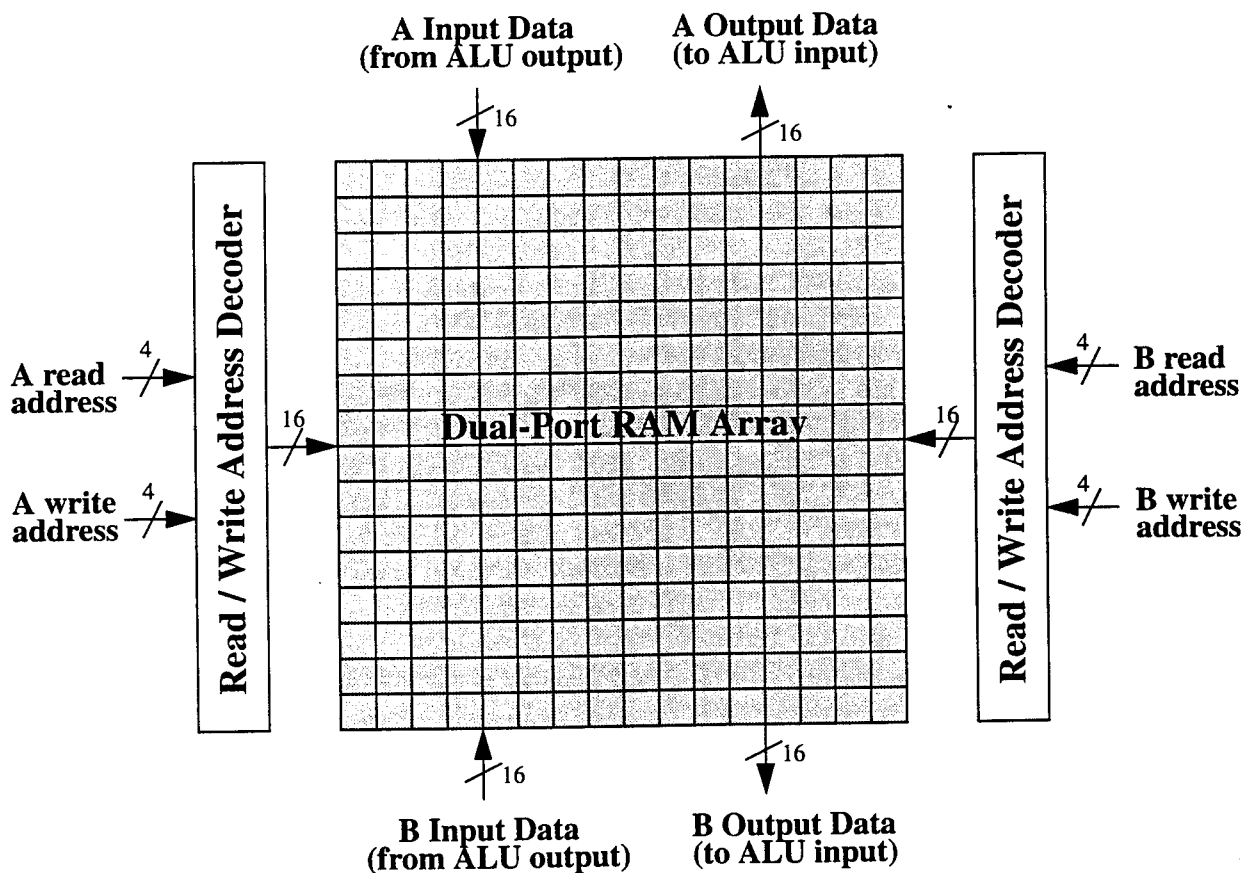 A Input Data
(from ALU output)
A Output Data
(to ALU input)
16
16
Read / Write Address Decoder
Read / Write Address Decoder
A read
address
4
B read
address
4
16
Dual-Port RAM Array
16
A write
address
4
B write
address
4
16
16
B Input Data
(from ALU output)
B Output Data
(to ALU input)